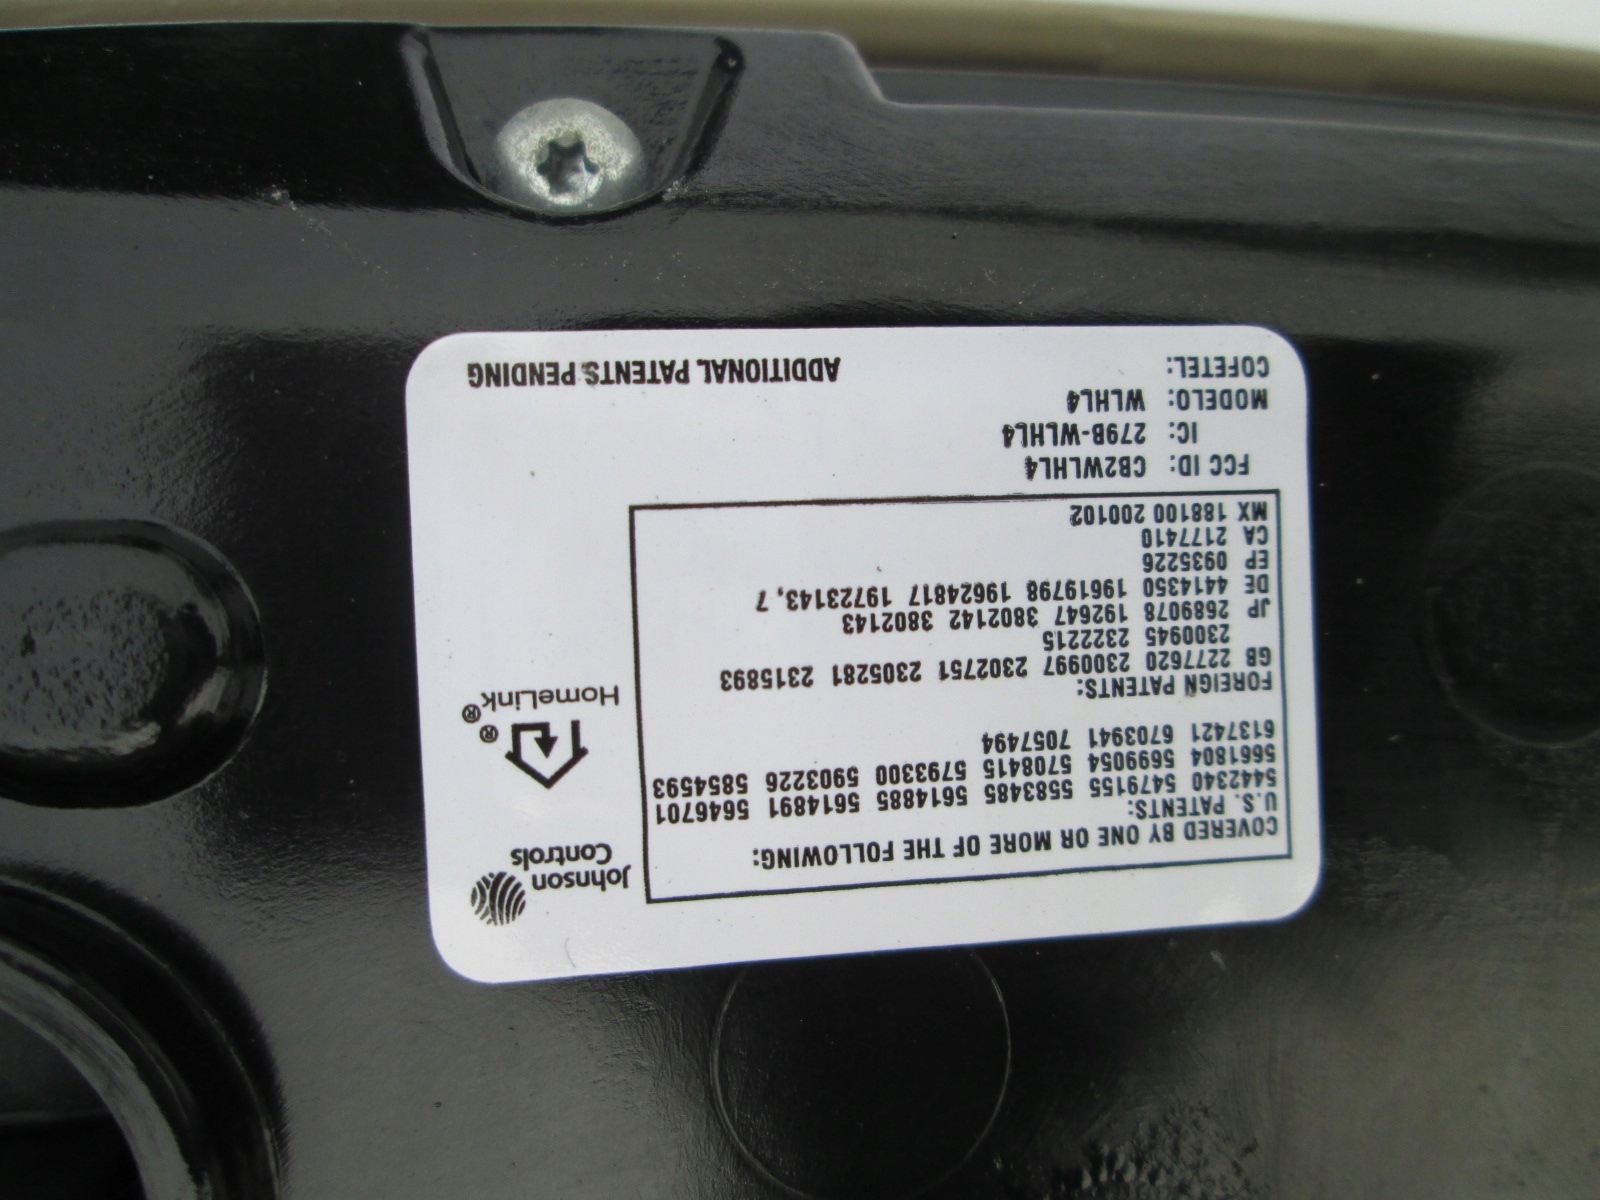 Johnson
Controls
HomeLink®
®
COVERED BY ONE OR MORE OF THE FOLLOWING:
U.S. PATENTS:
5442340 5479155 5583485 5614885 5614891 5646701
5661804 5699054 5708415 5793300 5903226 5854593
6137421 6703941 7057494
FOREIGN PATENTS:
GB 2277620 2300997 2302751 2305281 2315893
2300945 2322215
JP 2689078 192647 3802142 3802143
DE 4414350 19619798 19624817 19723143,7
EP 0935226
CA 2177410
MX 188100 200102
FCC ID: CB2WLHL4
IC: 279B-WLHL4
MODELO: WLHL4
COFETEL:
ADDITIONAL PATENTS PENDING